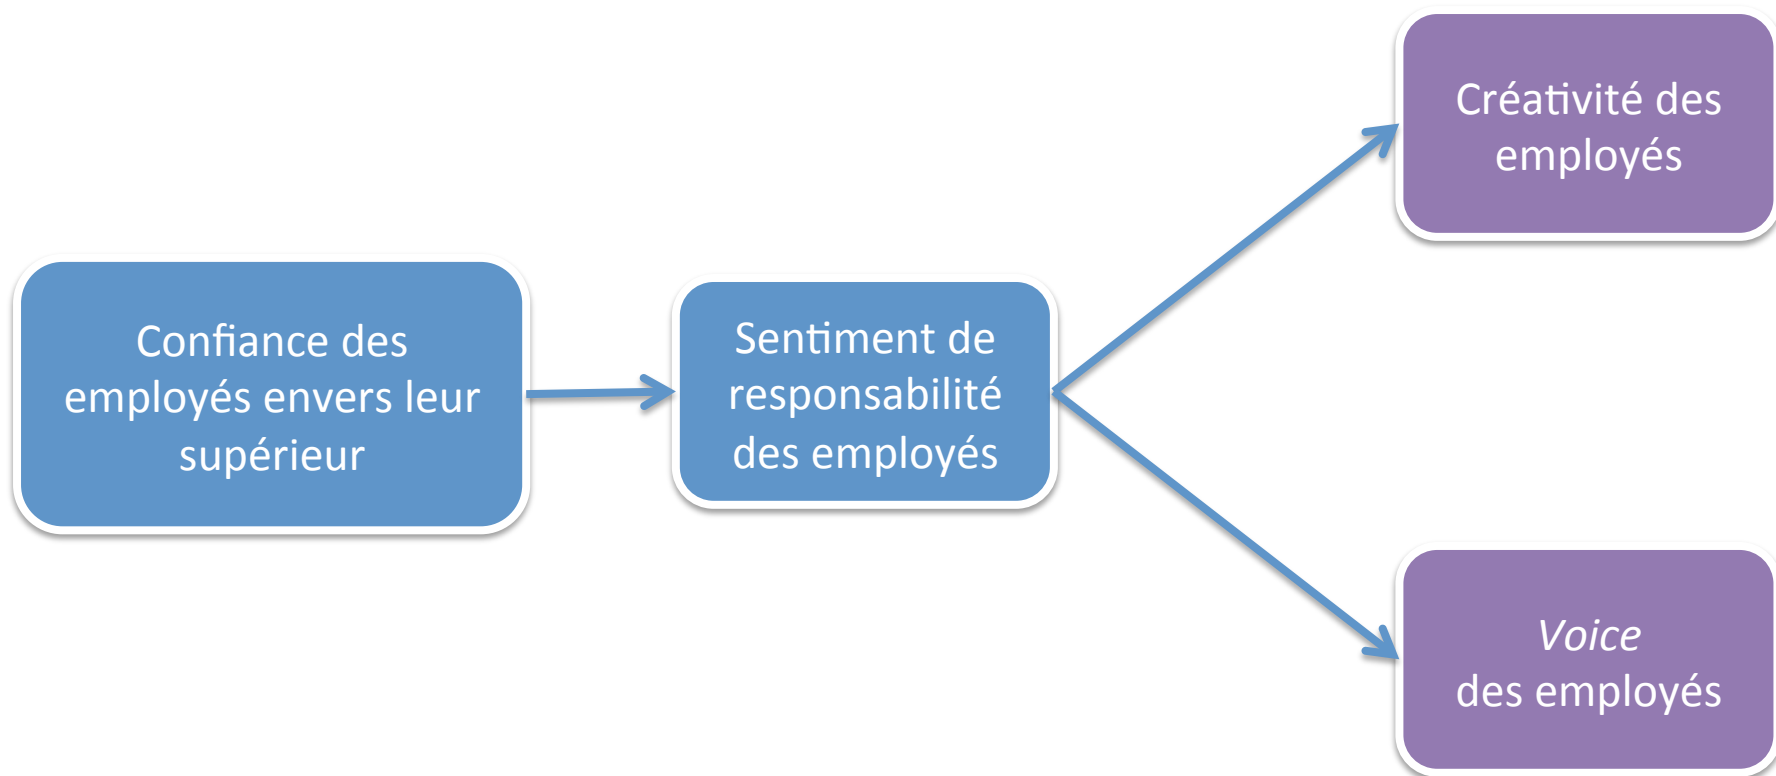 Confiance des
employés envers leur
supérieur
Sentiment de
responsabilité
des employés
Créativité des
employés
Voice
des employés